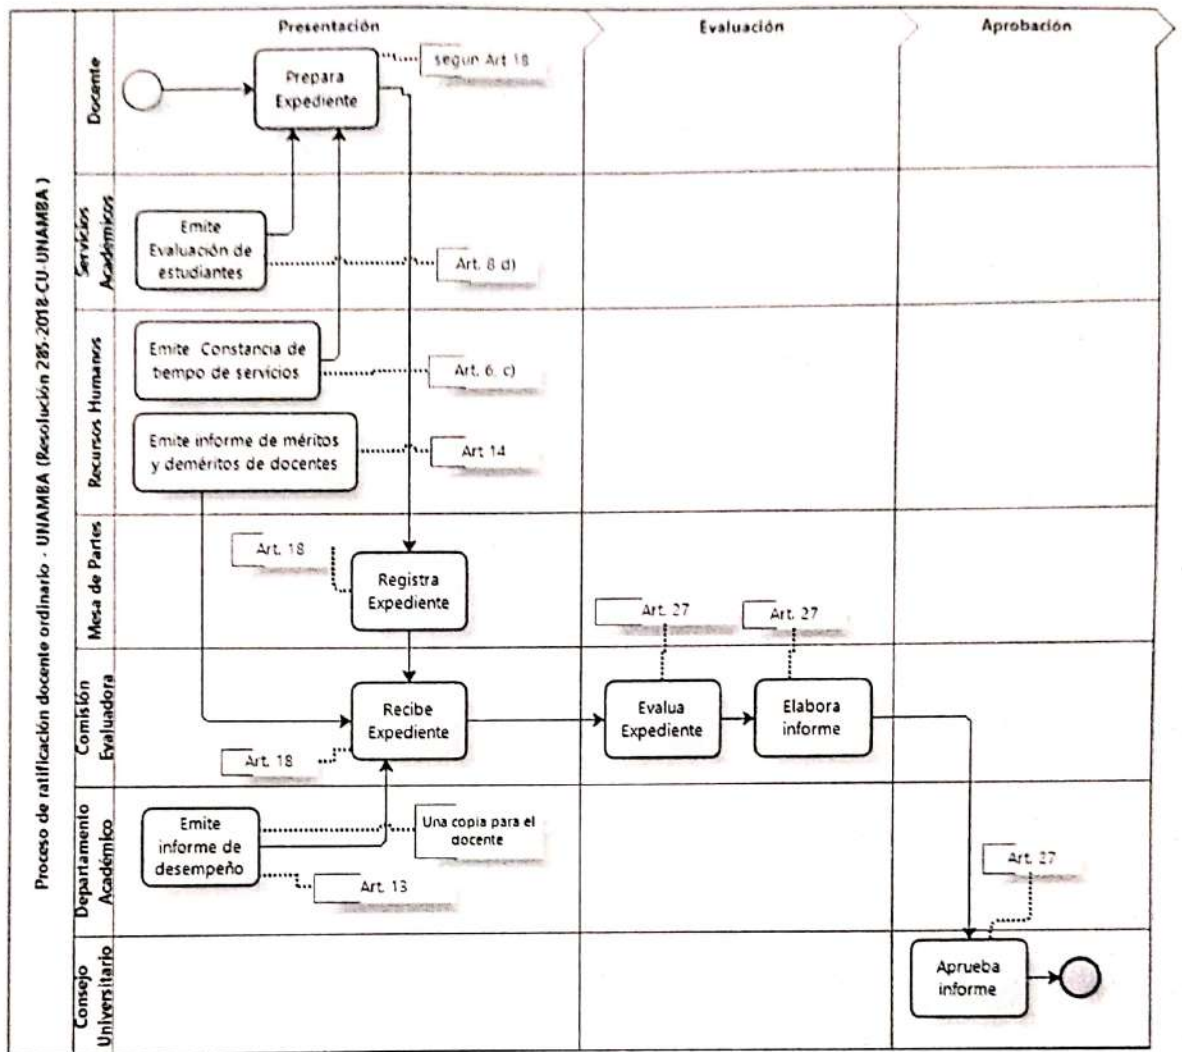 Proceso de ratificación docente ordinario - UNAMBA (Resolución 285-2018-CU-UNAMBA )
Presentación
Evaluación
Aprobación
Docente
Prepara
Expediente
segun Art 18
Servicios
Académicos
Emite
Evaluación de
estudiantes
Art. 8 d)
Recursos Humanos
Emite Constancia de
tiempo de servicios
Art. 6, c)
Emite informe de méritos
y deméritos de docentes
Art 14
Mesa de Partes
Art. 18
Registra
Expediente
Art. 27
Art. 27
Comisión
Evaluadora
Recibe
Expediente
Art. 18
Evalua
Expediente
Elabora
informe
Departamento
Académico
Emite
informe de
desempeño
Una copia para el
docente
Art. 13
Art. 27
Consejo
Universitario
Aprueba
informe